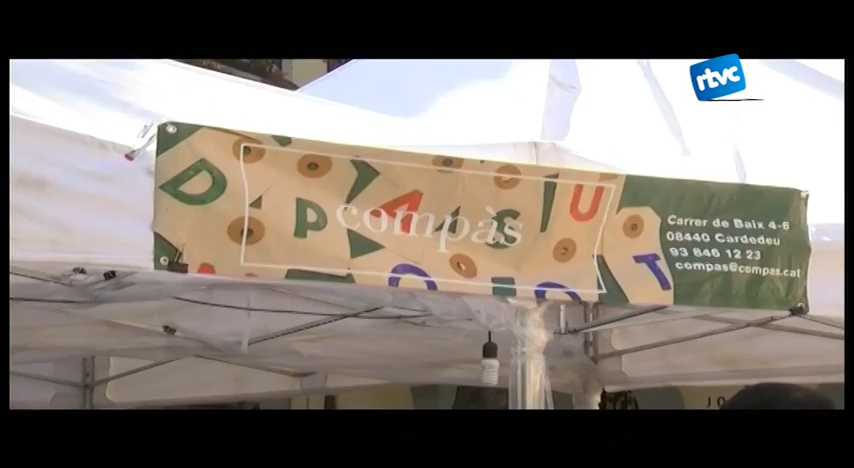 rtvc
compàs
Carrer de Baix 4-6
08440 Cardedeu
93 846 12 23
compas@compas.cat
D P A S U T